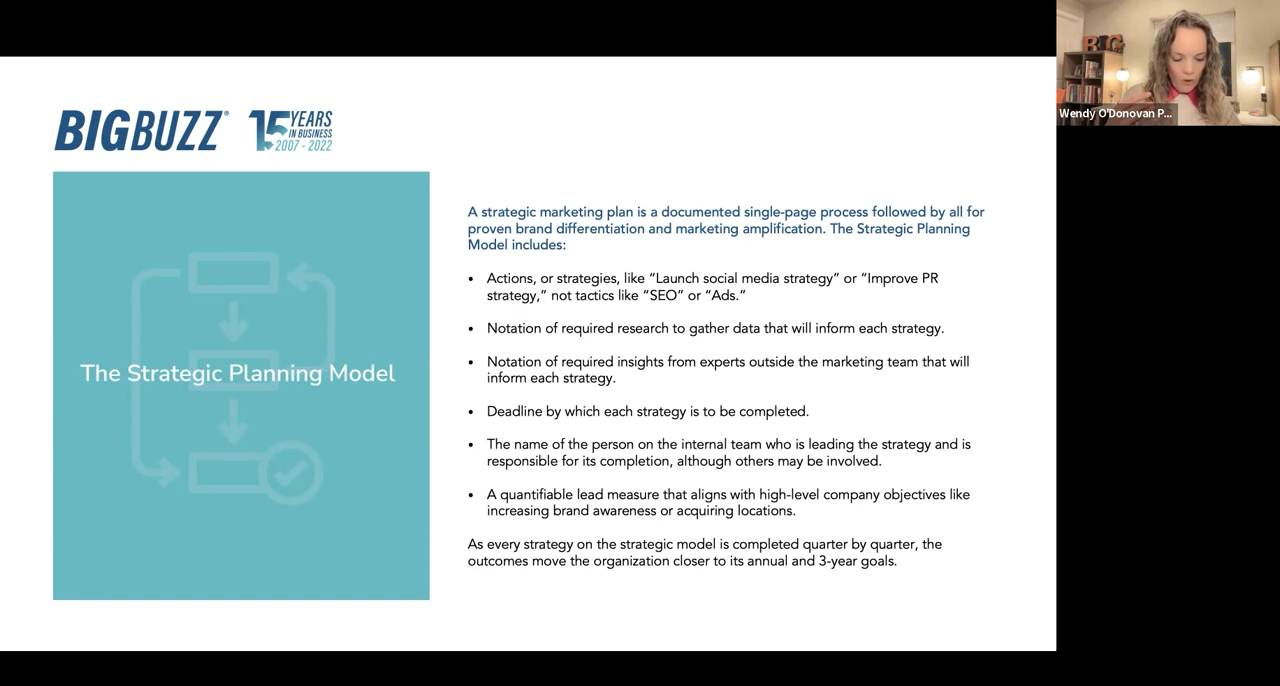 BIGBUZZ®
15 YEARS
IN BUSINESS
2007 - 2022
The Strategic Planning Model
A strategic marketing plan is a documented single-page process followed by all for
proven brand differentiation and marketing amplification. The Strategic Planning
Model includes:
• Actions, or strategies, like “Launch social media strategy” or “Improve PR
strategy,” not tactics like “SEO” or “Ads.”
• Notation of required research to gather data that will inform each strategy.
• Notation of required insights from experts outside the marketing team that will
inform each strategy.
• Deadline by which each strategy is to be completed.
• The name of the person on the internal team who is leading the strategy and is
responsible for its completion, although others may be involved.
• A quantifiable lead measure that aligns with high-level company objectives like
increasing brand awareness or acquiring locations.
As every strategy on the strategic model is completed quarter by quarter, the
outcomes move the organization closer to its annual and 3-year goals.
BIG
Wendy O'Donovan P...